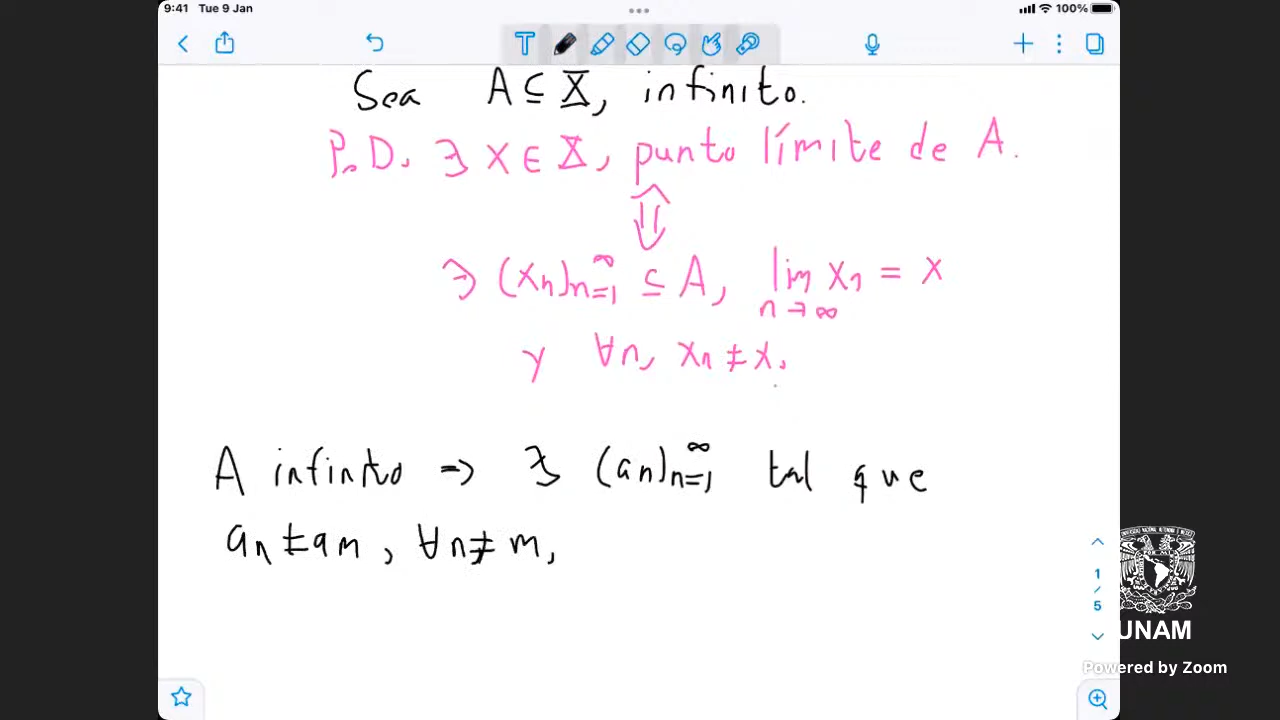 9:41 Tue 9 Jan
100%
Sea A ⊆ X, infinito.
P.D. ∃ x ∈ X, punto límite de A.
⇕
∃ (xn)n=1^∞ ⊆ A, lim n→∞ xn = x
y ∀n, xn ≠ x.
A infinito ⇒ ∃ (an)n=1^∞ tal que
an ≠ am, ∀n ≠ m,
1
/
5
UNAM
Powered by Zoom